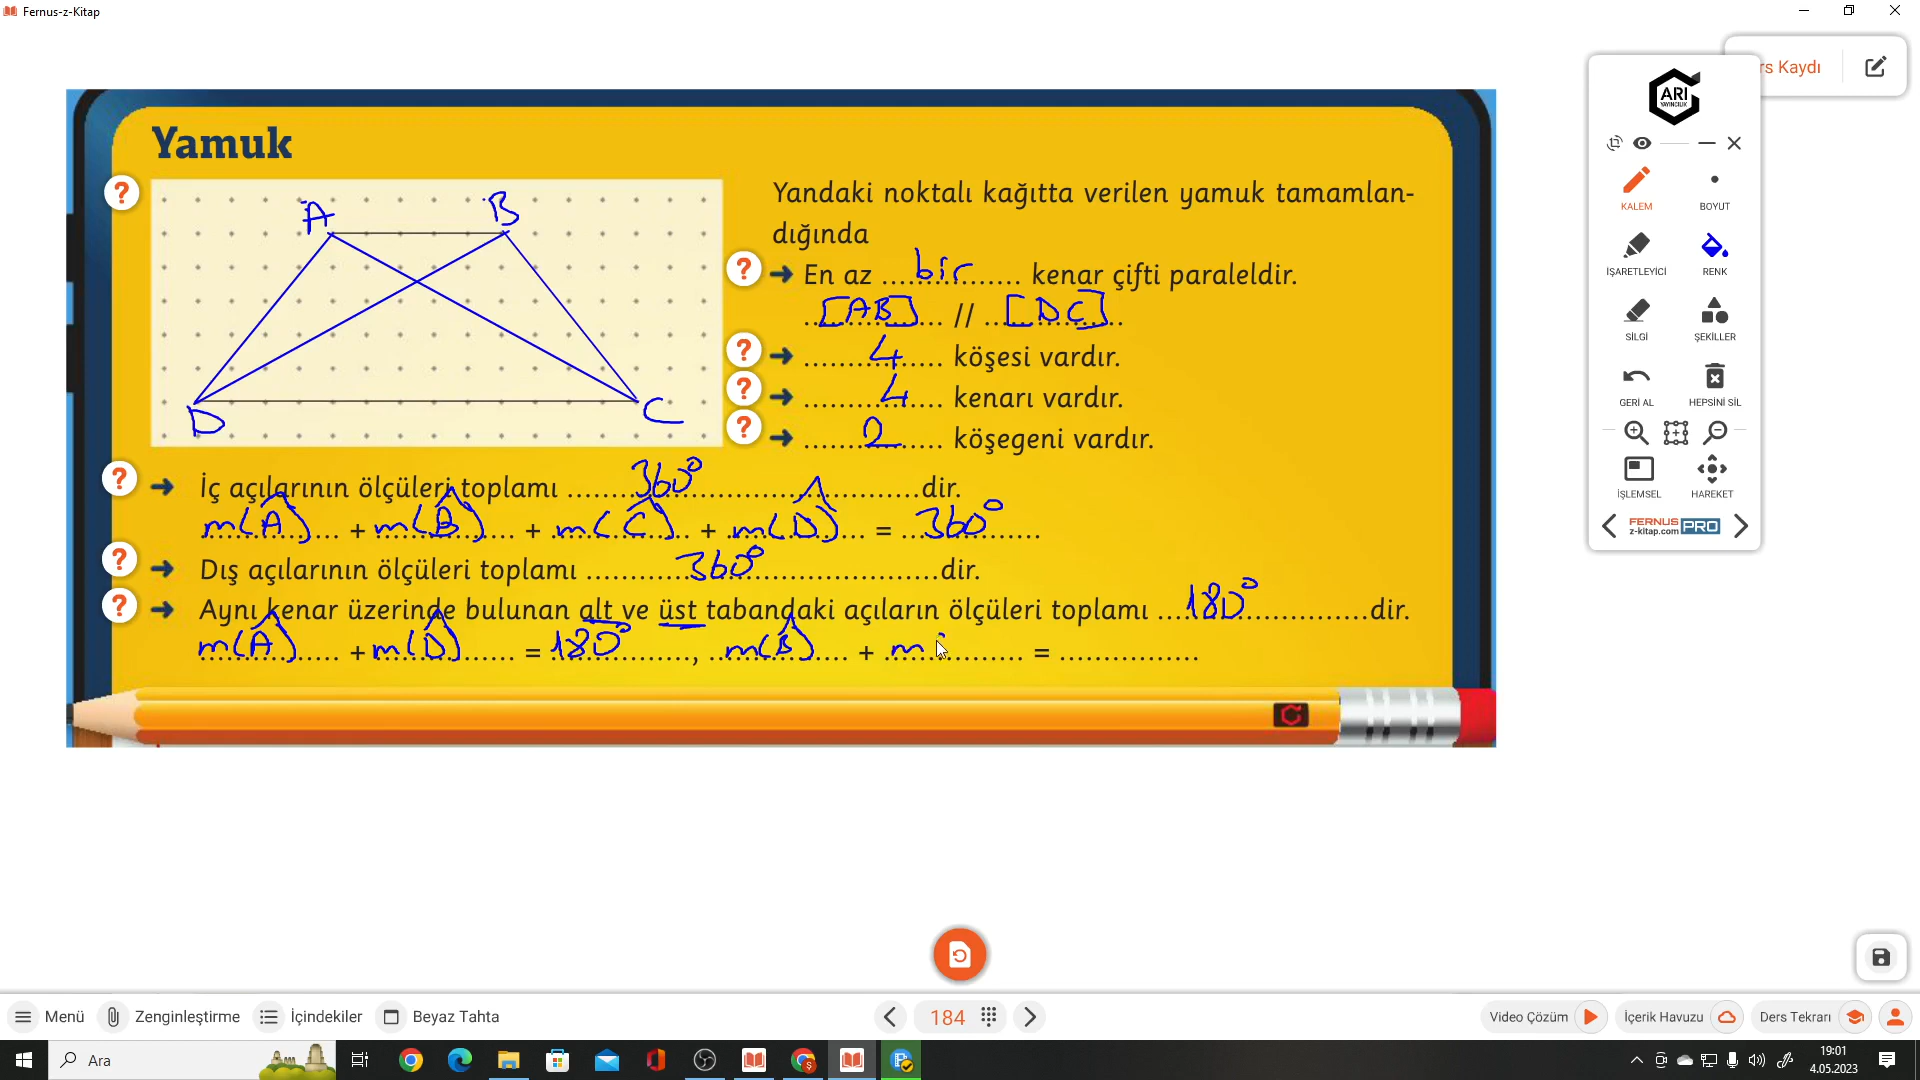 Fernus-z-Kitap
rs Kaydı
ARI
YAYINCILIK
Yamuk
A B
D C
Yandaki noktalı kağıtta verilen yamuk tamamlan-
dığında
En az ....bir.... kenar çifti paraleldir.
[AB] // [DC]
4 köşesi vardır.
4 kenarı vardır.
2 köşegeni vardır.
İç açılarının ölçüleri toplamı 360° dir.
m(Â) + m(B̂) + m(Ĉ) + m(D̂) = 360°
Dış açılarının ölçüleri toplamı 360° dir.
Aynı kenar üzerinde bulunan alt ve üst tabandaki açıların ölçüleri toplamı 180° dir.
m(Â) + m(D̂) = 180°, m(B̂) + m =
KALEM BOYUT
İŞARETLEYİCİ RENK
SİLGİ ŞEKİLLER
GERİ AL HEPSİNİ SİL
İŞLEMSEL HAREKET
FERNUS
z-kitap.com PRO
Menü Zenginleştirme İçindekiler Beyaz Tahta 184 Video Çözüm İçerik Havuzu Ders Tekrarı
Ara
19:01
4.05.2023